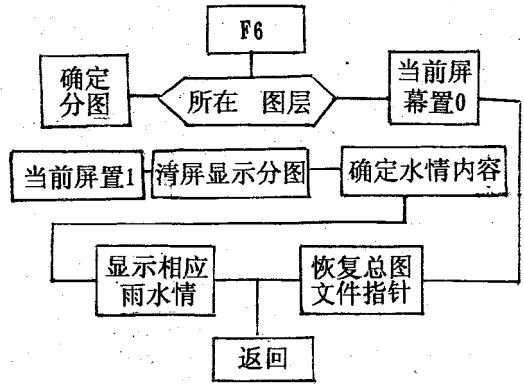 F6
确定
分图
所在 图层
当前屏
幕置0
当前屏置1
清屏显示分图
确定水情内容
显示相应
雨水情
恢复总图
文件指针
返回